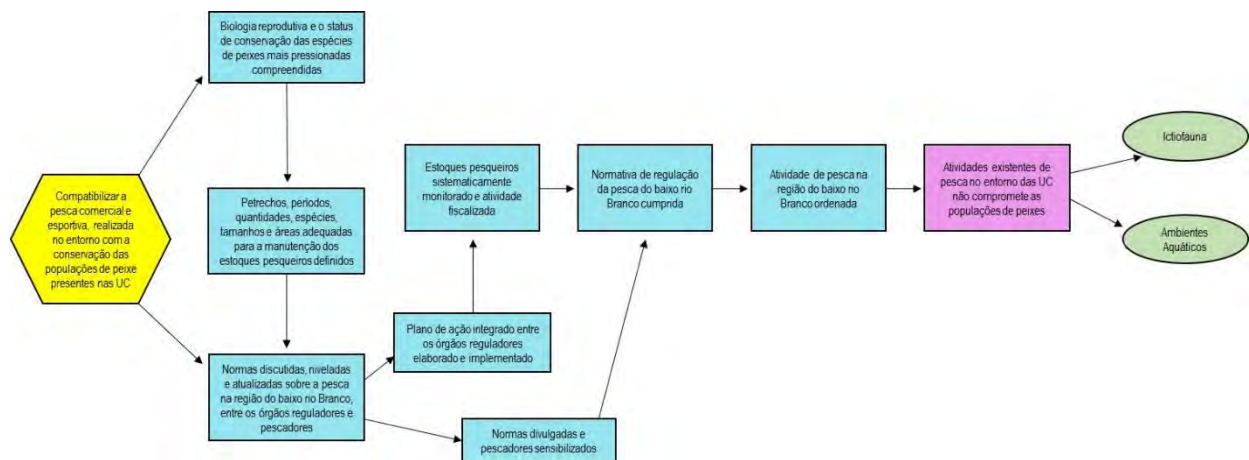 Biologia reprodutiva e o status
de conservação das espécies
de peixes mais pressionadas
compreendidas
Compatibilizar a
pesca comercial e
esportiva, realizada
no entorno com a
conservação das
populações de peixe
presentes nas UC
Petrechos, períodos,
quantidades, espécies,
tamanhos e áreas adequadas
para a manutenção dos
estoques pesqueiros definidos
Normas discutidas, niveladas
e atualizadas sobre a pesca
na região do baixo no Branco,
entre os órgãos reguladores e
pescadores
Plano de ação integrado entre
os órgãos reguladores
elaborado e implementado
Normas divulgadas e
pescadores sensibilizados
Estoques pesqueiros
sistematicamente
monitorado e atividade
fiscalizada
Normativa de regulação
da pesca do baixo rio
Branco cumprida
Atividade de pesca na
região do baixo no
Branco ordenada
Atividades existentes de
pesca no entorno das UC
não compromete as
populações de peixes
Ictiofauna
Ambientes
Aquáticos